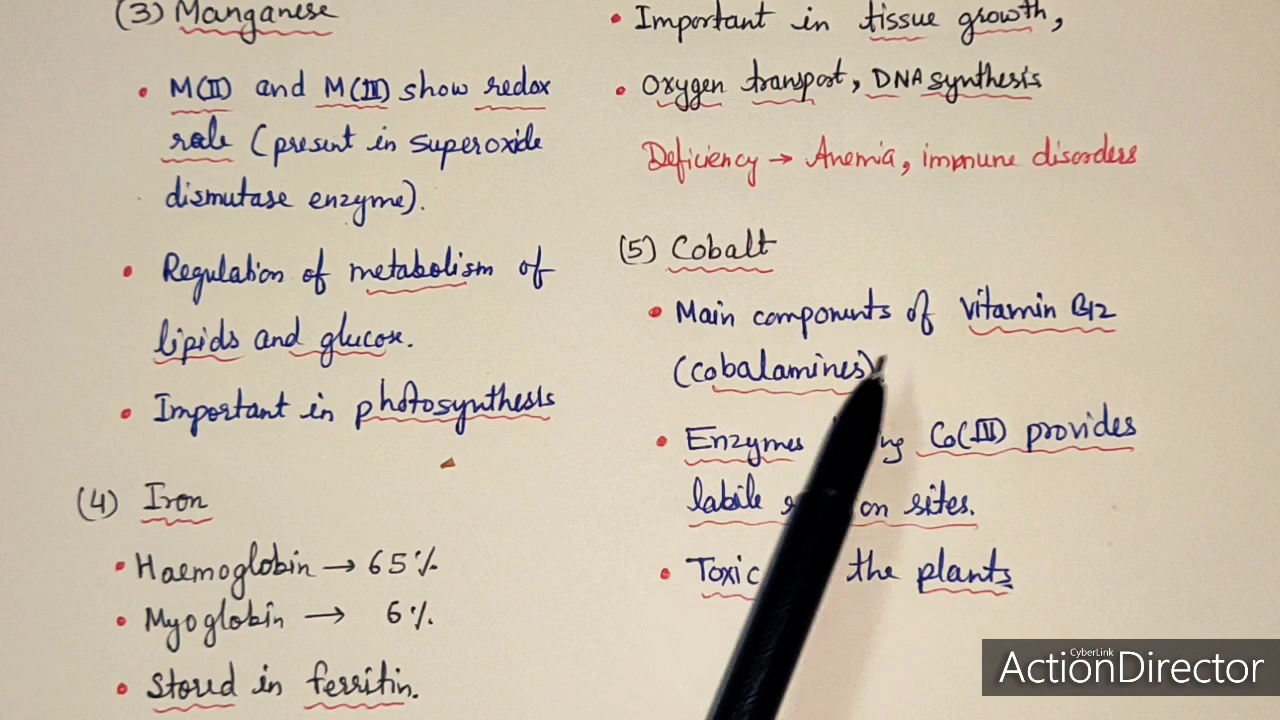 (3) Manganese
• M(II) and M(III) show redox
role (present in superoxide
dismutase enzyme).
• Regulation of metabolism of
lipids and glucose.
• Important in photosynthesis
(4) Iron
• Haemoglobin → 65%
• Myoglobin → 6%
• Stored in ferritin.
• Important in tissue growth,
• Oxygen transport, DNA synthesis
Deficiency → Anemia, immune disorders
(5) Cobalt
• Main components of vitamin B12
(cobalamines)
• Enzymes Co(III) provides
labile on sites.
• Toxic the plants
CyberLink
ActionDirector